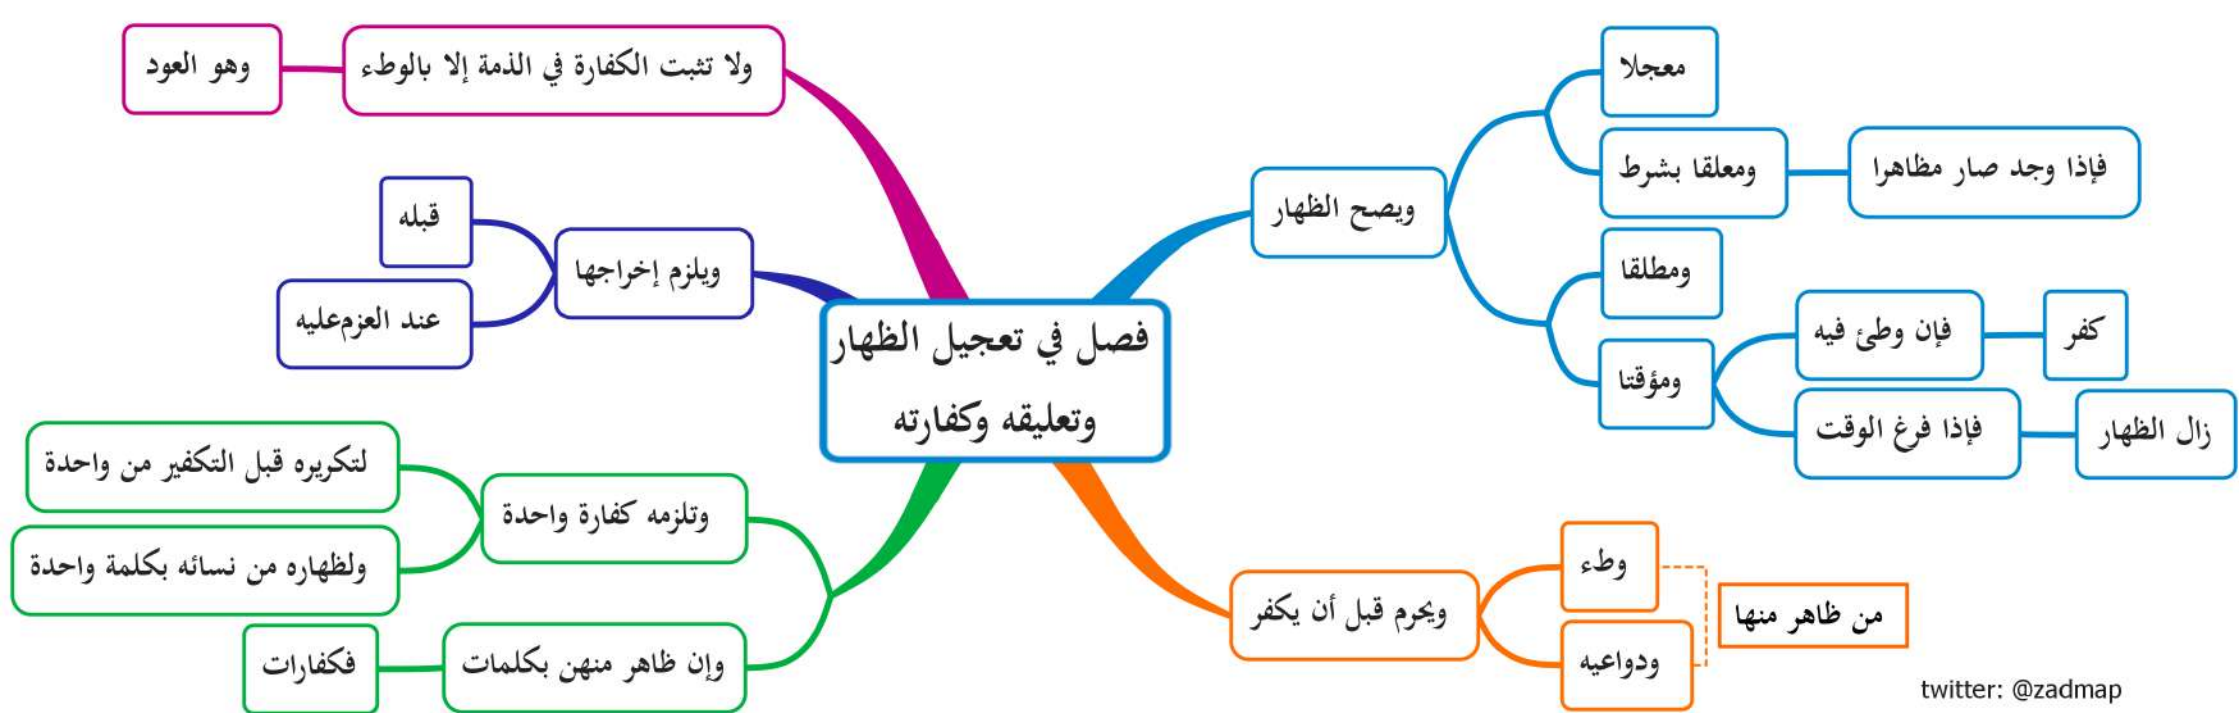 فصل في تعجيل الظهار
وتعليقه وكفارته
ويصح الظهار
معجلا
ومعلقا بشرط
فإذا وجد صار مظاهرا
ومطلقا
ومؤقتا
فإن وطئ فيه
كفر
فإذا فرغ الوقت
زال الظهار
ويحرم قبل أن يكفر
وطء
ودواعيه
من ظاهر منها
ولا تثبت الكفارة في الذمة إلا بالوطء
وهو العود
ويلزم إخراجها
قبله
عند العزم عليه
وتلزمه كفارة واحدة
لتكريره قبل التكفير من واحدة
ولظهاره من نسائه بكلمة واحدة
وإن ظاهر منهن بكلمات
فكفارات
twitter: @zadmap